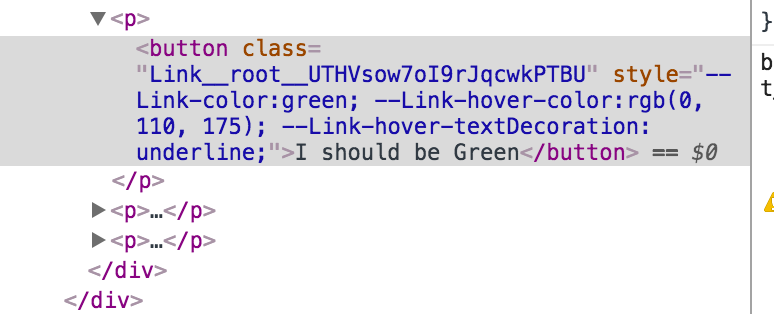 ▼<p>
<button class=
"Link__root__UTHVsow7oI9rJqcwkPTBU" style="--
Link-color:green; --Link-hover-color:rgb(0,
110, 175); --Link-hover-textDecoration:
underline;">I should be Green</button> == $0
</p>
▶<p>…</p>
▶<p>…</p>
</div>
</div>
}
b
t